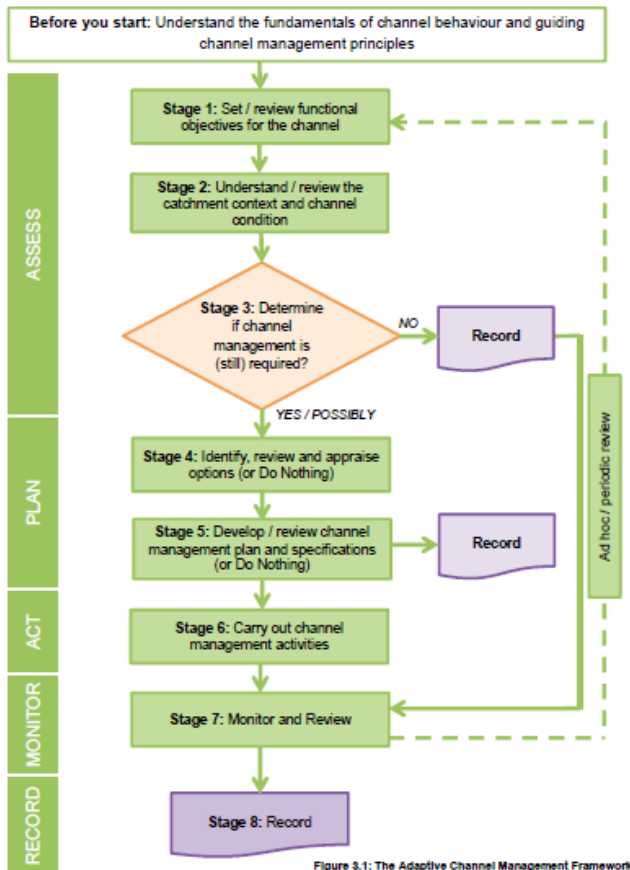 Before you start: Understand the fundamentals of channel behaviour and guiding
channel management principles
ASSESS
Stage 1: Set / review functional
objectives for the channel
Stage 2: Understand / review the
catchment context and channel
condition
Stage 3: Determine
if channel
management is
(still) required?
NO
Record
YES / POSSIBLY
Ad hoc / periodic review
PLAN
Stage 4: Identify, review and appraise
options (or Do Nothing)
Stage 5: Develop / review channel
management plan and specifications
(or Do Nothing)
Record
ACT
Stage 6: Carry out channel
management activities
MONITOR
Stage 7: Monitor and Review
RECORD
Stage 8: Record
Figure 3.1: The Adaptive Channel Management Framework